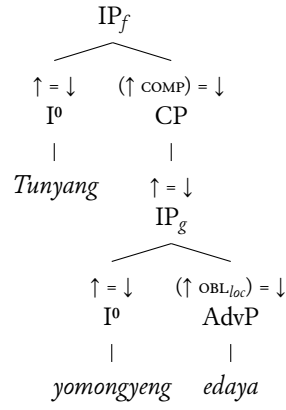 IP_f
↑ = ↓ (↑ COMP) = ↓
I⁰ CP
Tunyang ↑ = ↓
IP_g
↑ = ↓ (↑ OBL_loc) = ↓
I⁰ AdvP
yomongyeng edaya